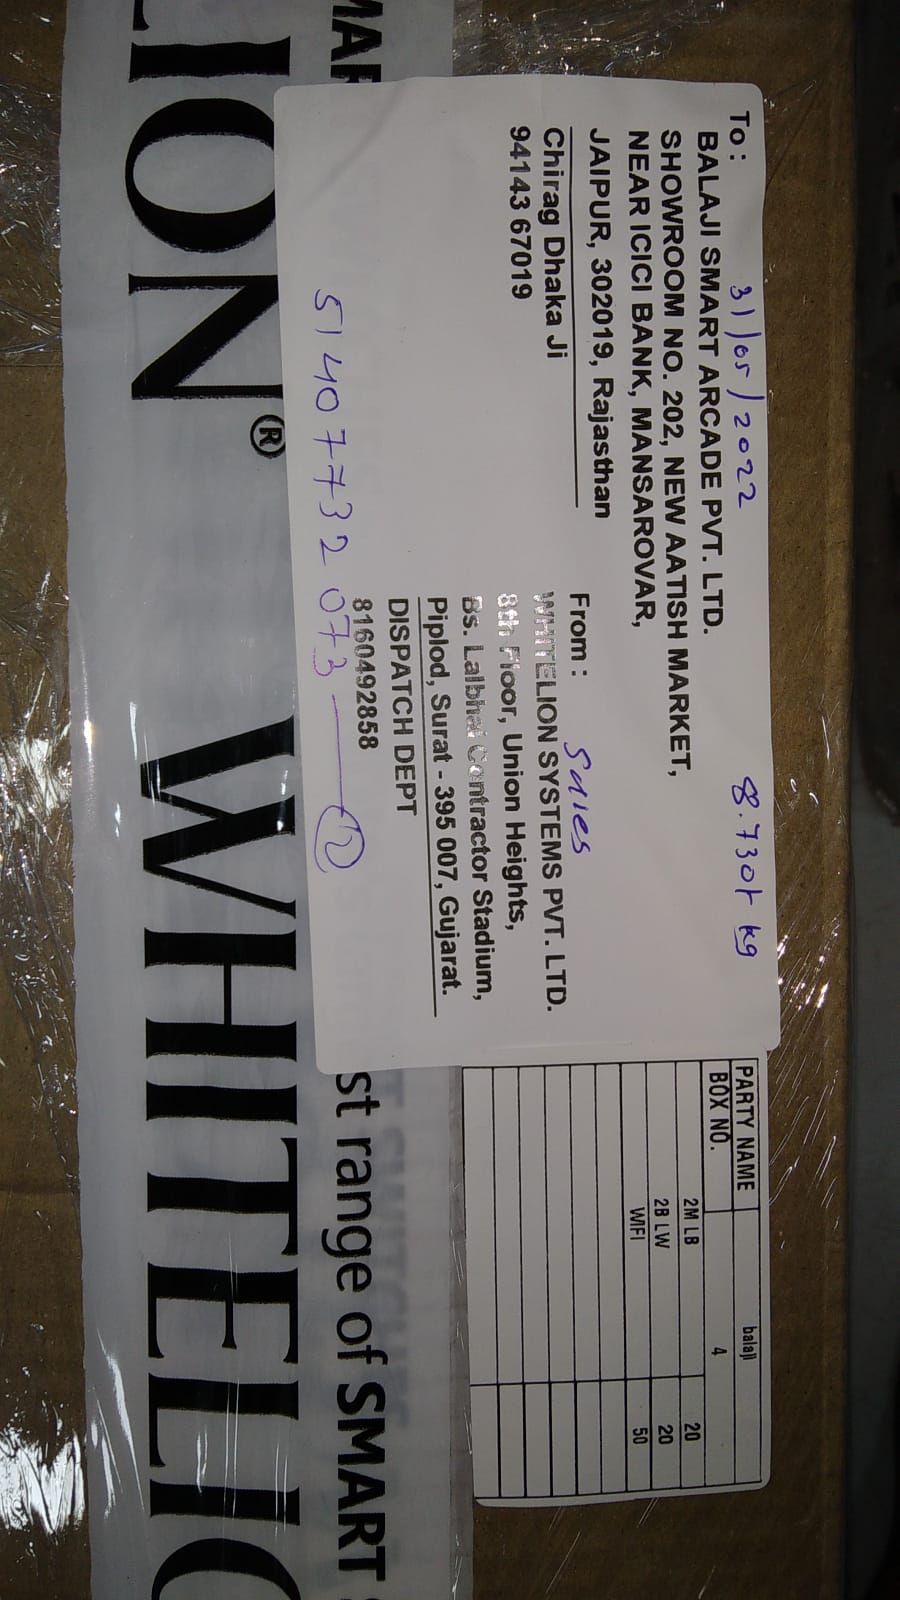 To: 31/05/2022 8.730 kg
BALAJI SMART ARCADE PVT. LTD.
SHOWROOM NO. 202, NEW AATISH MARKET,
NEAR ICICI BANK, MANSAROVAR,
JAIPUR, 302019, Rajasthan
Chirag Dhaka Ji
94143 67019
From : Sales
WHITELION SYSTEMS PVT. LTD.
8th Floor, Union Heights,
Bs. Lalbhai Contractor Stadium,
Piplod, Surat - 395 007, Gujarat.
DISPATCH DEPT
8160492858
51407732073
PARTY NAME balaji
BOX NO. 4
2M LB 20
2B LW 20
WIFI 50
st range of SMART
LION® WHITELIO